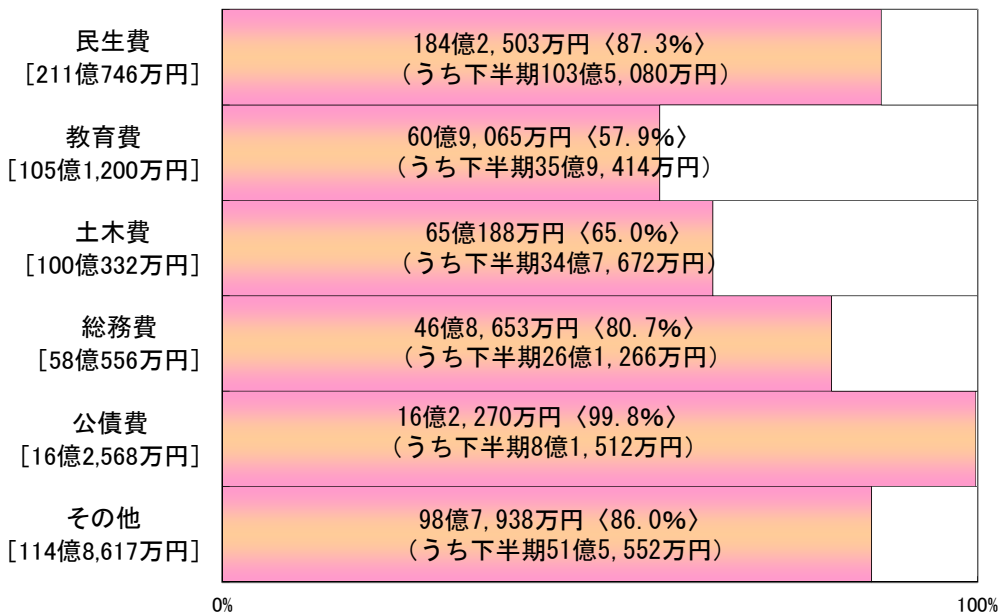 民生費
[211億746万円]
184億2,503万円〈87.3%〉
（うち下半期103億5,080万円）
教育費
[105億1,200万円]
60億9,065万円〈57.9%〉
（うち下半期35億9,414万円）
土木費
[100億332万円]
65億188万円〈65.0%〉
（うち下半期34億7,672万円）
総務費
[58億556万円]
46億8,653万円〈80.7%〉
（うち下半期26億1,266万円）
公債費
[16億2,568万円]
16億2,270万円〈99.8%〉
（うち下半期8億1,512万円）
その他
[114億8,617万円]
98億7,938万円〈86.0%〉
（うち下半期51億5,552万円）
0%
100%